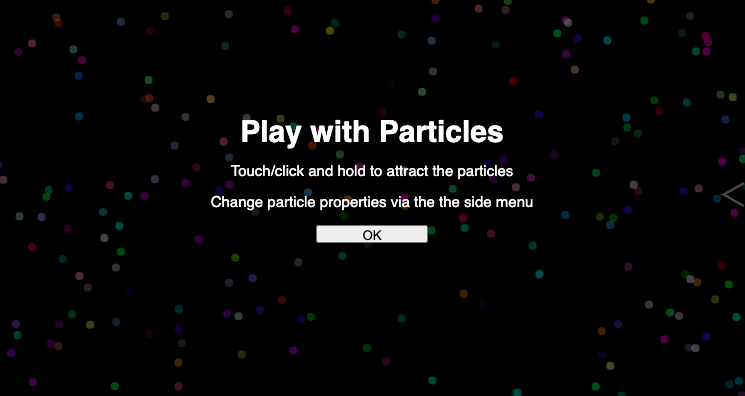 Play with Particles
Touch/click and hold to attract the particles
Change particle properties via the the side menu
OK